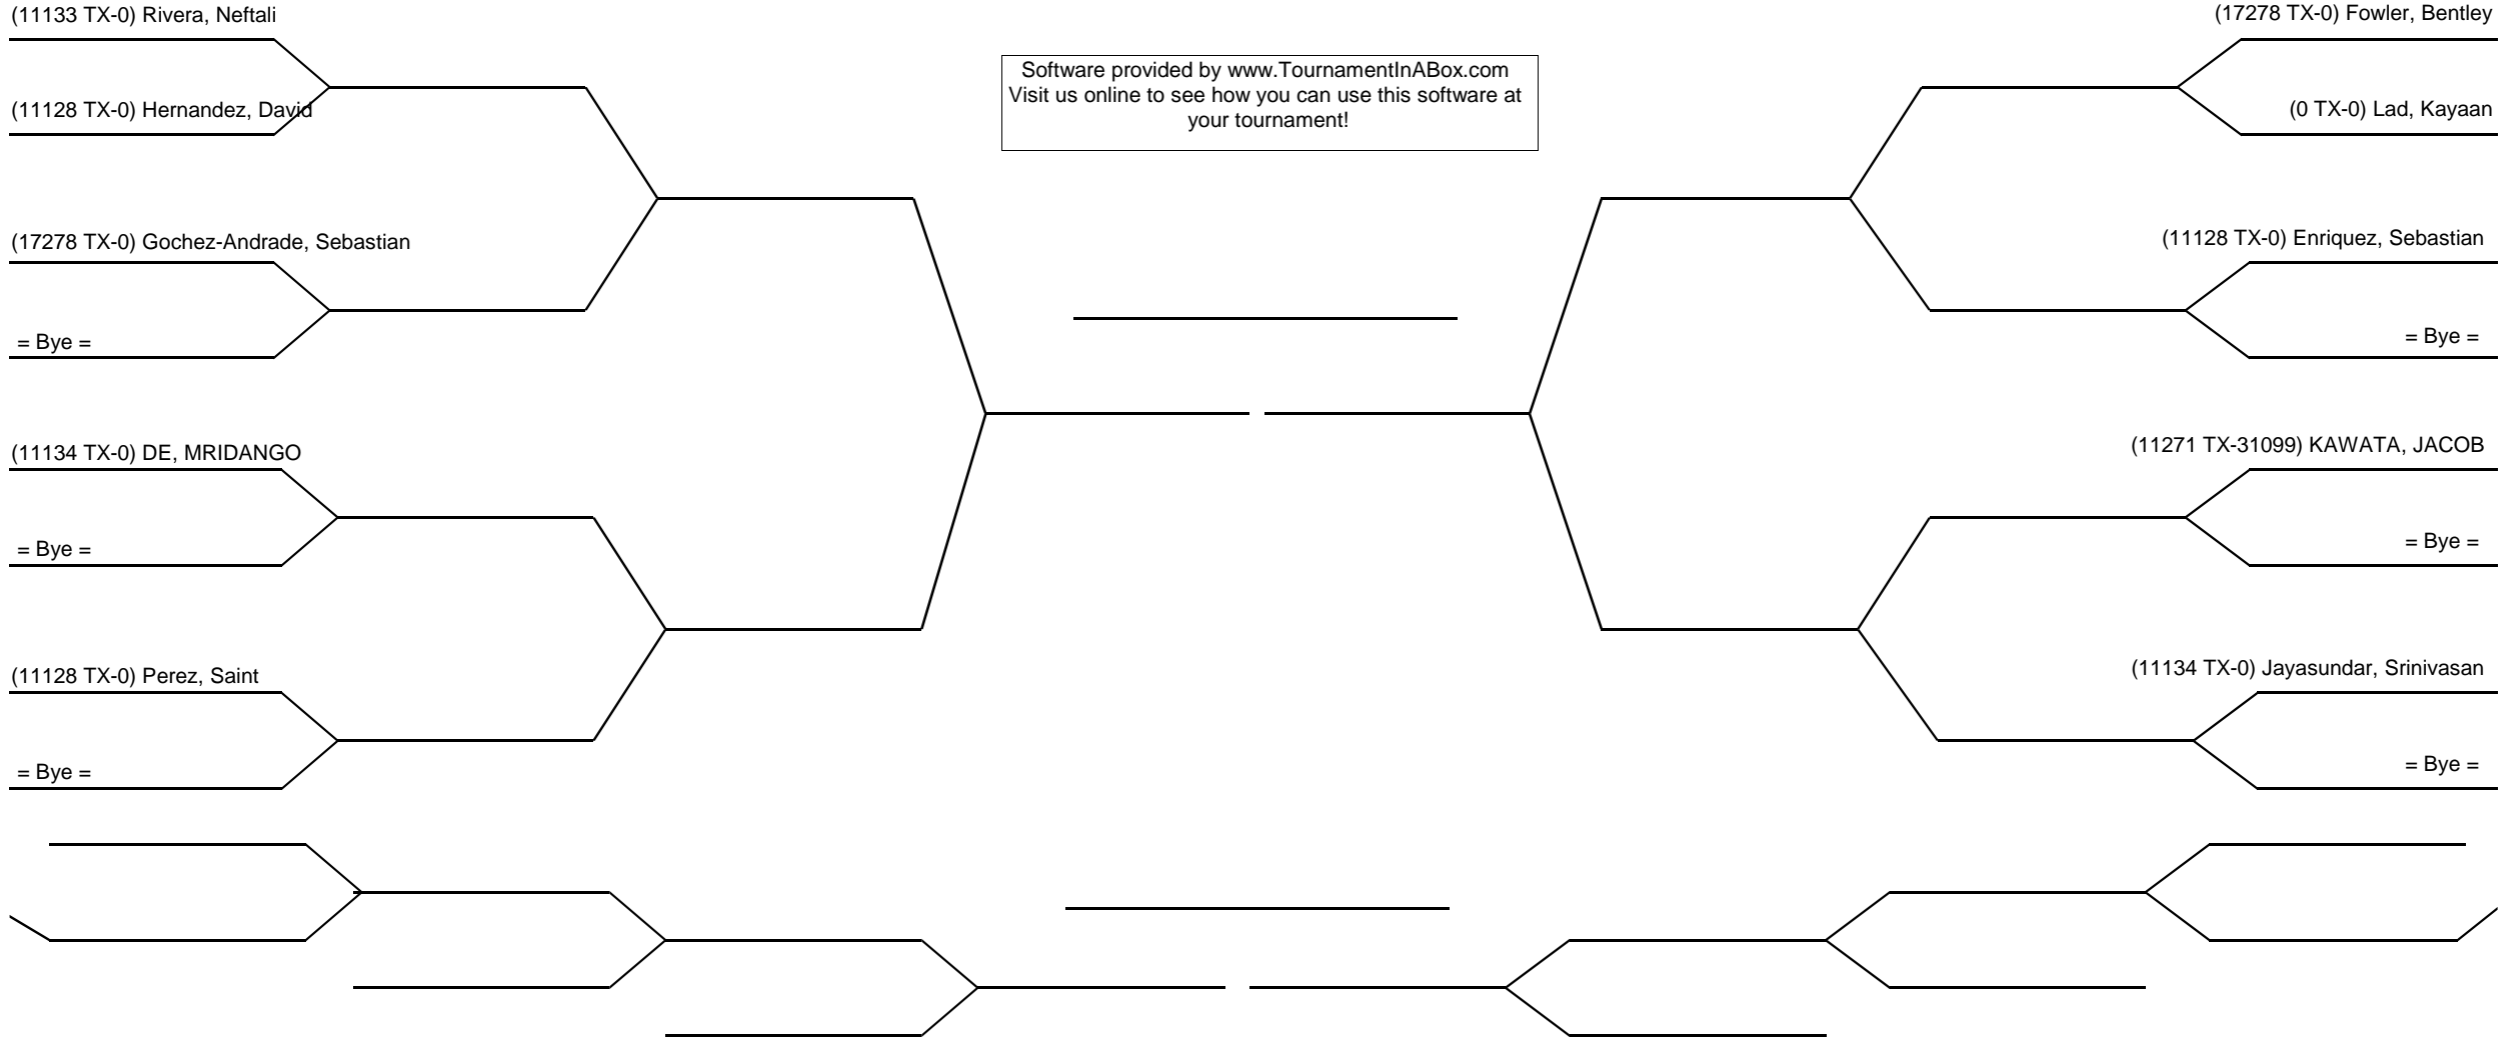 (11133 TX-0) Rivera, Neftali
(11128 TX-0) Hernandez, David
(17278 TX-0) Gochez-Andrade, Sebastian
= Bye =
(11134 TX-0) DE, MRIDANGO
= Bye =
(11128 TX-0) Perez, Saint
= Bye =
Software provided by www.TournamentInABox.com
Visit us online to see how you can use this software at
your tournament!
(17278 TX-0) Fowler, Bentley
(0 TX-0) Lad, Kayaan
(11128 TX-0) Enriquez, Sebastian
= Bye =
(11271 TX-31099) KAWATA, JACOB
= Bye =
(11134 TX-0) Jayasundar, Srinivasan
= Bye =